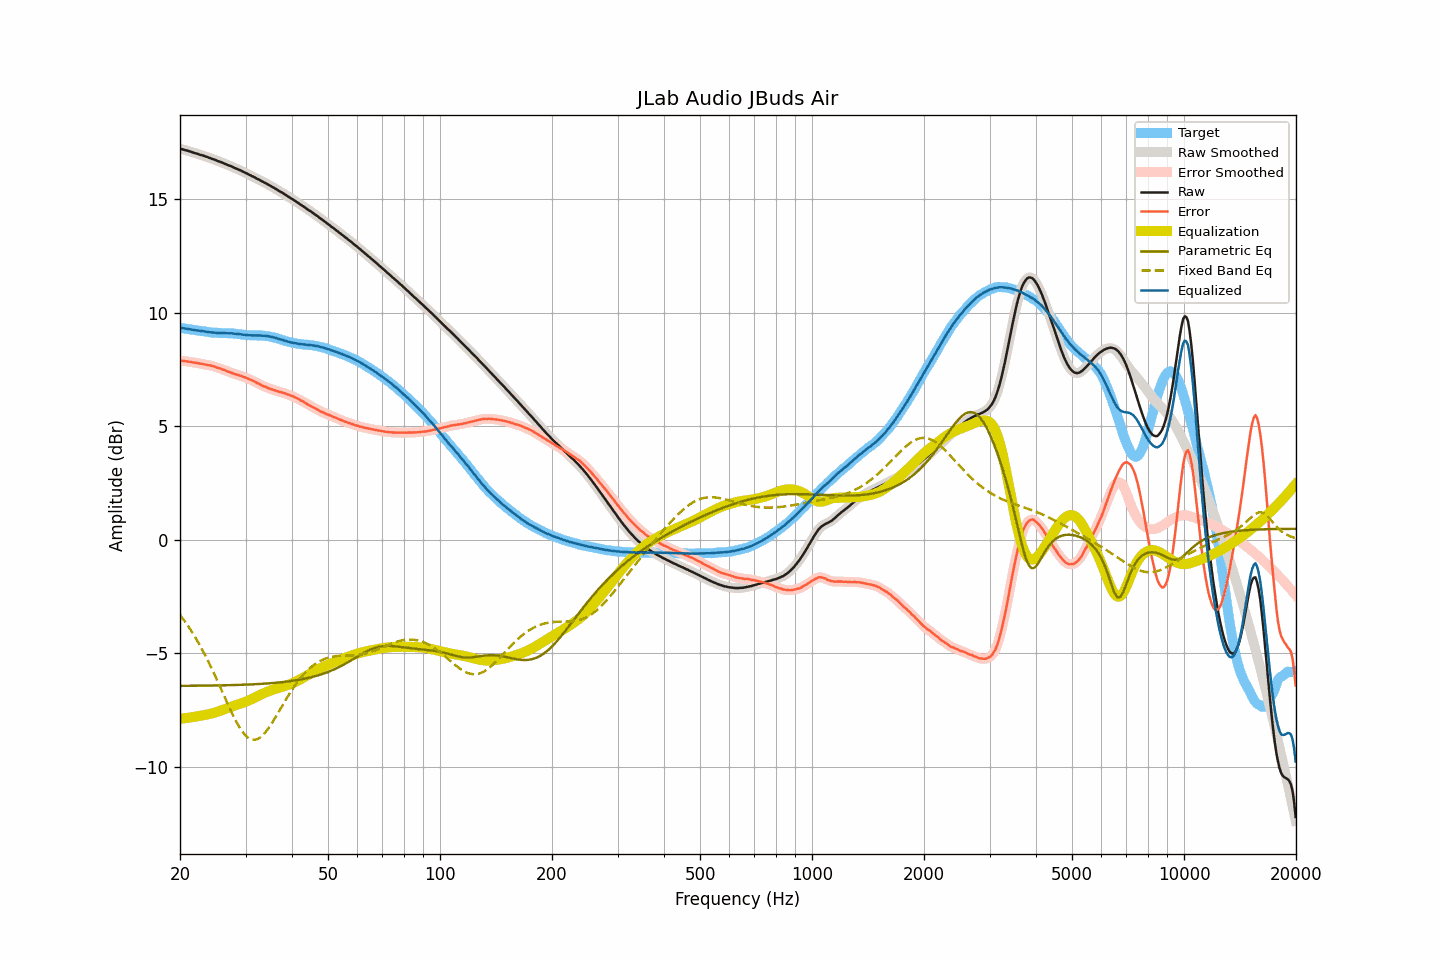 JLab Audio JBuds Air
Target
Raw Smoothed
Error Smoothed
Raw
Error
Equalization
Parametric Eq
Fixed Band Eq
Equalized
15
10
5
0
−5
−10
Amplitude (dBr)
20 50 100 200 500 1000 2000 5000 10000 20000
Frequency (Hz)